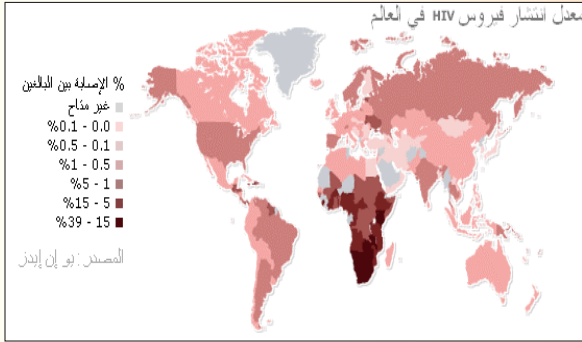 معدل انتشار فيروس HIV في العالم
% الإصابة بين البالغين
غير متاح
%0.1 - 0.0
%0.5 - 0.1
%1 - 0.5
%5 - 1
%15 - 5
%39 - 15
المصدر: يو إن إيدز